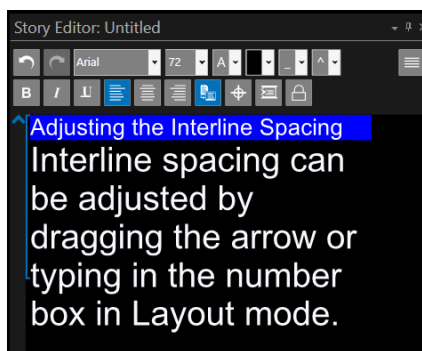 Story Editor: Untitled
Arial 72 A _ ^
B I U
Adjusting the Interline Spacing
Interline spacing can
be adjusted by
dragging the arrow or
typing in the number
box in Layout mode.